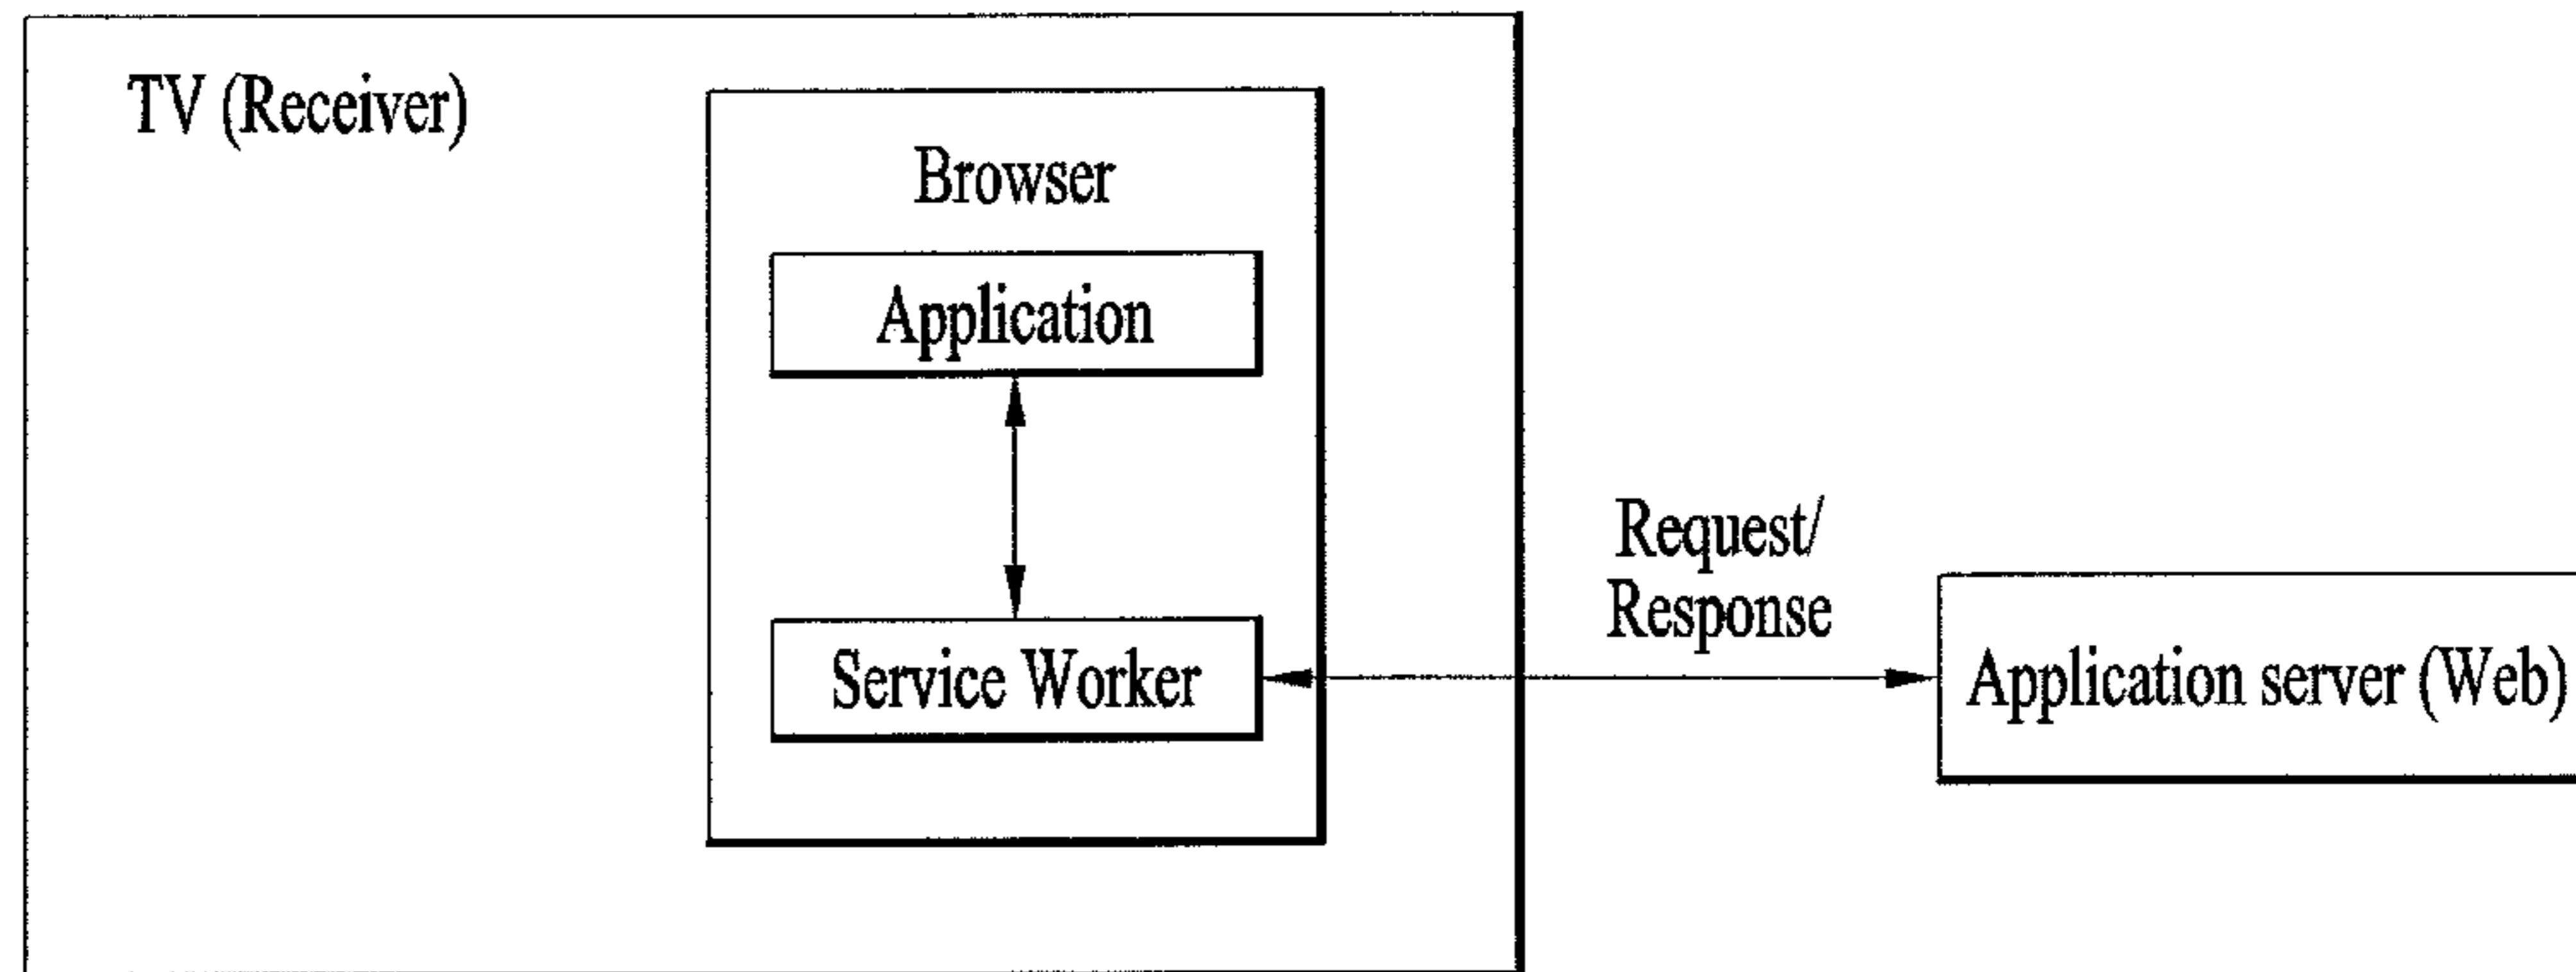 TV (Receiver)
Browser
Application
Service Worker
Request/
Response
Application server (Web)